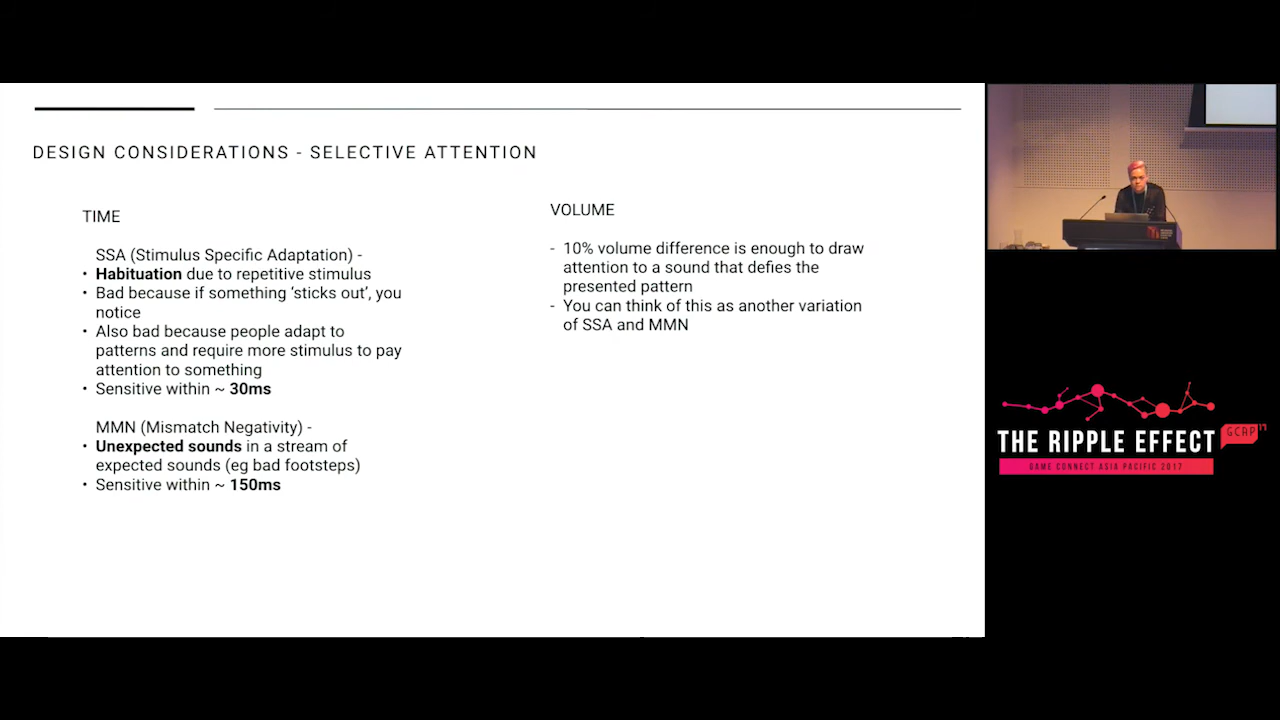 DESIGN CONSIDERATIONS - SELECTIVE ATTENTION
TIME
SSA (Stimulus Specific Adaptation) -
• Habituation due to repetitive stimulus
• Bad because if something ‘sticks out’, you
notice
• Also bad because people adapt to
patterns and require more stimulus to pay
attention to something
• Sensitive within ~ 30ms
MMN (Mismatch Negativity) -
• Unexpected sounds in a stream of
expected sounds (eg bad footsteps)
• Sensitive within ~ 150ms
VOLUME
- 10% volume difference is enough to draw
attention to a sound that defies the
presented pattern
- You can think of this as another variation
of SSA and MMN
THE RIPPLE EFFECT
GCAP 17
GAME CONNECT ASIA PACIFIC 2017